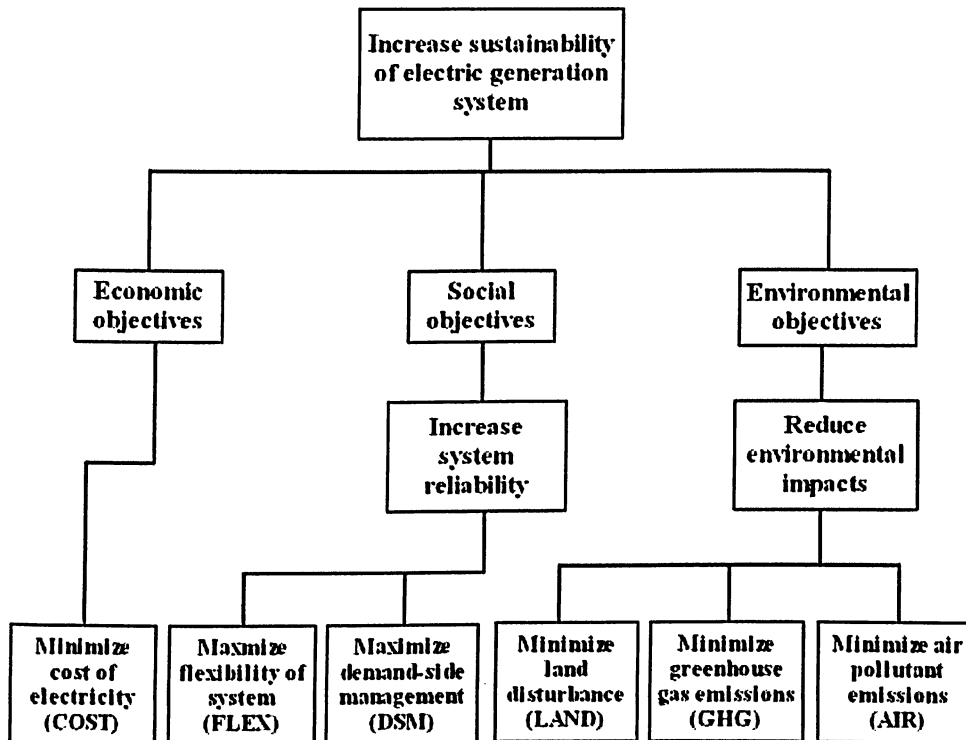 Increase sustainability
of electric generation
system
Economic
objectives
Social
objectives
Environmental
objectives
Increase
system
reliability
Reduce
environmental
impacts
Minimize
cost of
electricity
(COST)
Maxmize
flexibility of
system
(FLEX)
Maximize
demand-side
management
(DSM)
Minimize
land
disturbance
(LAND)
Minimize
greenhouse
gas emissions
(GHG)
Minimize air
pollutant
emissions
(AIR)